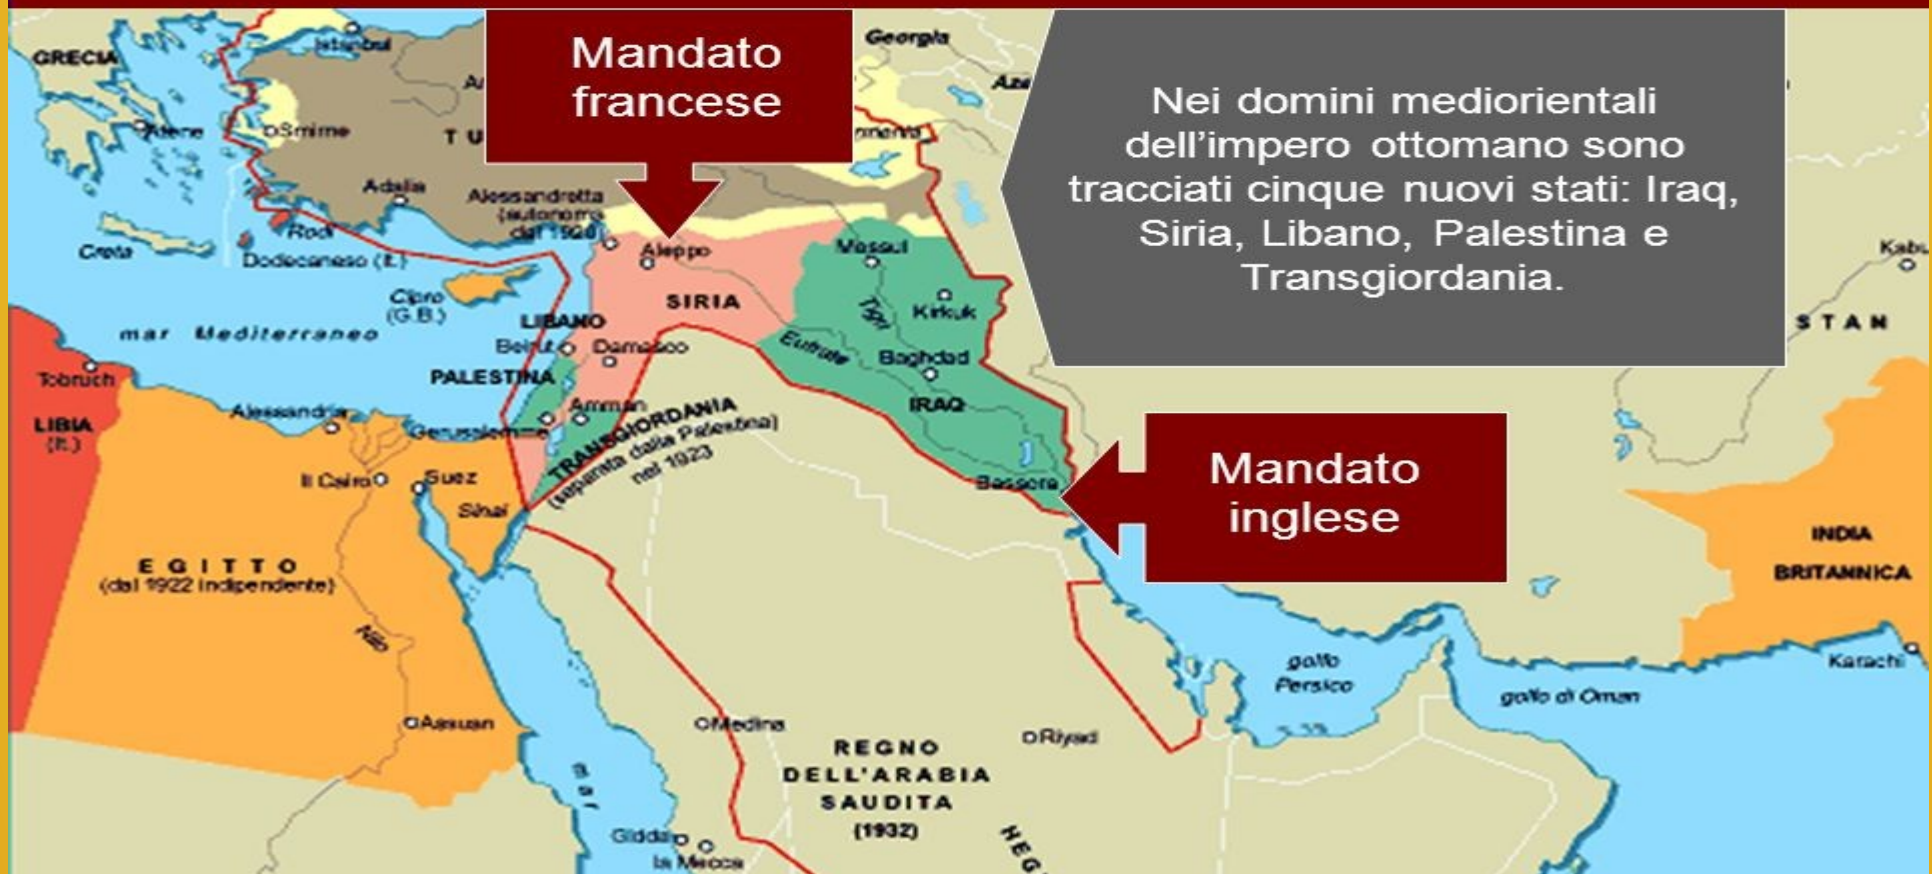 Mandato
francese
Nei domini mediorientali
dell'impero ottomano sono
tracciati cinque nuovi stati: Iraq,
Siria, Libano, Palestina e
Transgiordania.
Mandato
inglese
GRECIA
Istanbul
Georgia
Atene
Smirne
Adalia
Alessandretta
(autonoma
dal 1920)
Creta
Rodi
Dodecaneso (It.)
Aleppo
Mossul
Cipro
(G.B.)
SIRIA
Kirkuk
Tigri
mar Mediterraneo
LIBANO
Beirut
Damasco
Eufrate
Baghdad
STAN
Tobruch
PALESTINA
Amman
IRAQ
LIBIA
(It.)
Alessandria
Gerusalemme
TRANSGIORDANIA
(separata dalla Palestina)
nel 1923
Il Cairo
Suez
Sinai
Bassora
EGITTO
(dal 1922 indipendente)
INDIA
BRITANNICA
Nilo
golfo
Persico
Karachi
golfo di Oman
Assuan
Medina
Riyad
REGNO
DELL'ARABIA
SAUDITA
(1932)
mar
Gidda
la Mecca